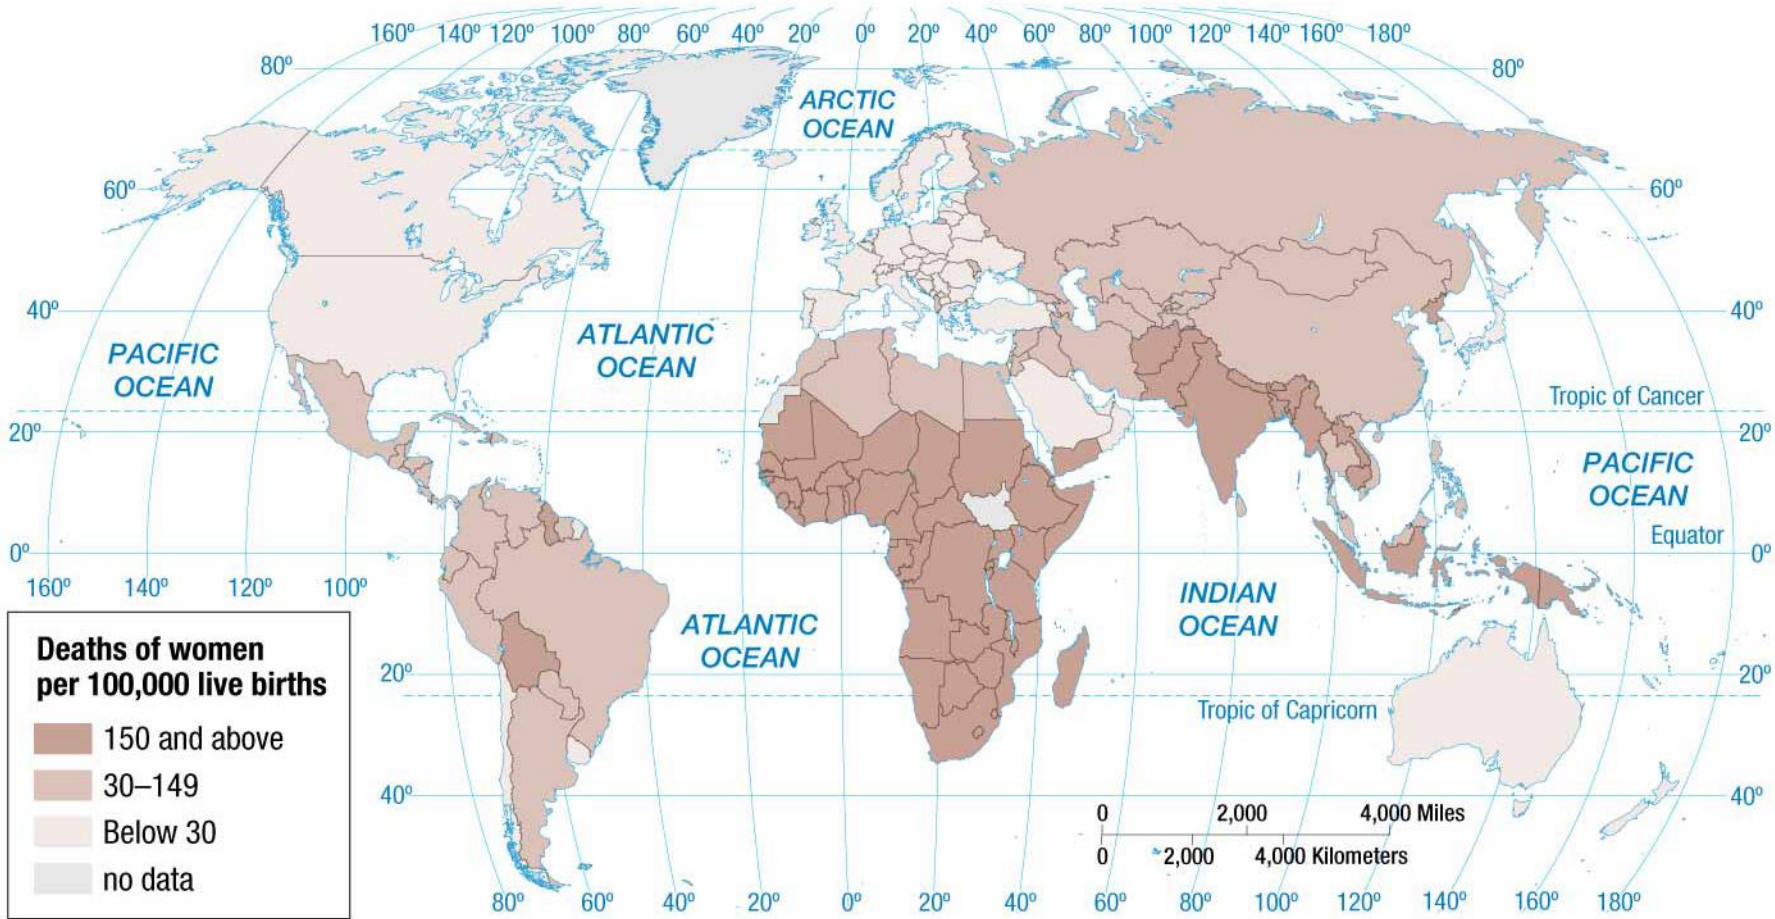 160º 140º 120º 100º 80º 60º 40º 20º 0º 20º 40º 60º 80º 100º 120º 140º 160º 180º
80º 80º
ARCTIC
OCEAN
60º 60º
40º 40º
PACIFIC
OCEAN
ATLANTIC
OCEAN
Tropic of Cancer
20º 20º
PACIFIC
OCEAN
Equator
0º 0º
160º 140º 120º 100º
INDIAN
OCEAN
ATLANTIC
OCEAN
20º 20º
Tropic of Capricorn
40º 40º
Deaths of women
per 100,000 live births
150 and above
30–149
Below 30
no data
0 2,000 4,000 Miles
0 2,000 4,000 Kilometers
80º 60º 40º 20º 0º 20º 40º 60º 80º 100º 120º 140º 160º 180º